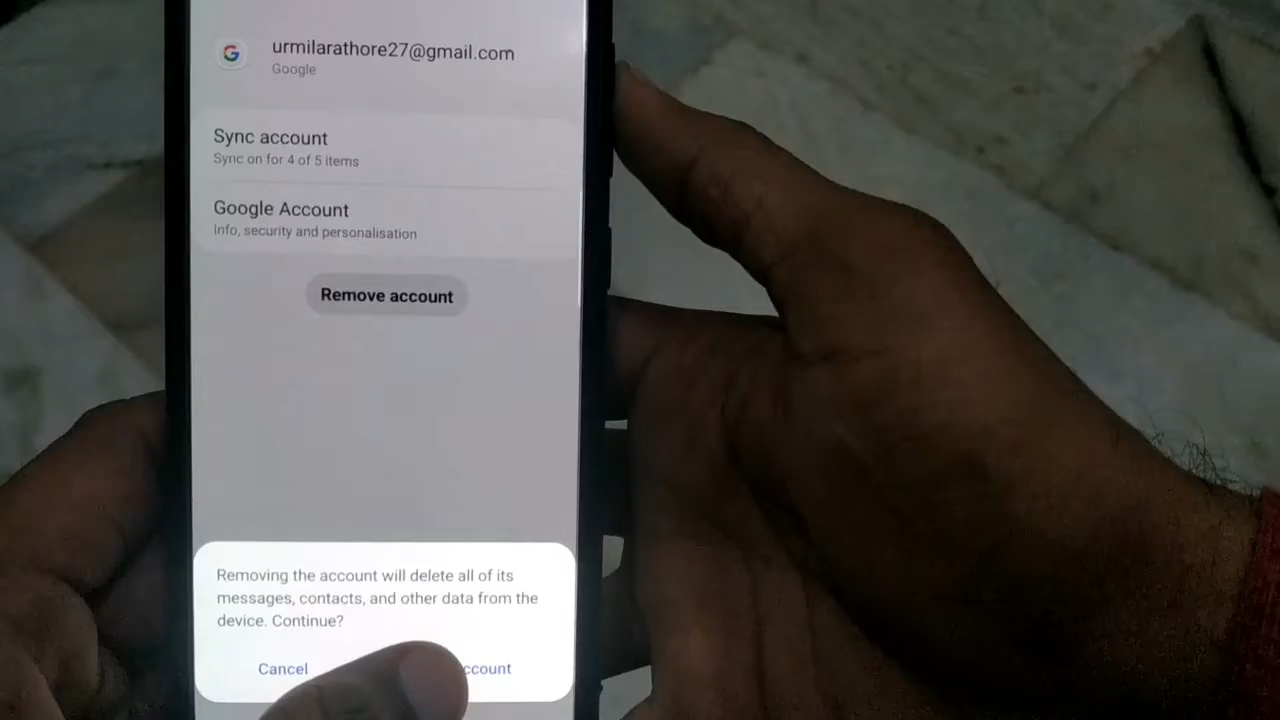 urmilarathore27@gmail.com
Google
Sync account
Sync on for 4 of 5 items
Google Account
Info, security and personalisation
Remove account
Removing the account will delete all of its
messages, contacts, and other data from the
device. Continue?
Cancel